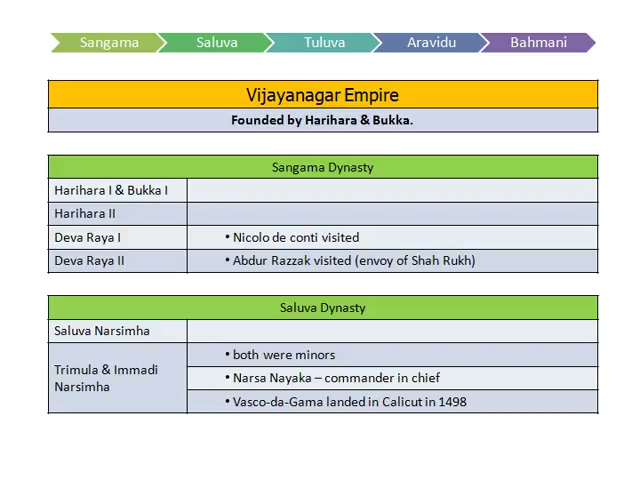 Sangama Saluva Tuluva Aravidu Bahmani
Vijayanagar Empire
Founded by Harihara & Bukka.
Sangama Dynasty
Harihara I & Bukka I
Harihara II
Deva Raya I • Nicolo de conti visited
Deva Raya II • Abdur Razzak visited (envoy of Shah Rukh)
Saluva Dynasty
Saluva Narsimha
Trimula & Immadi
Narsimha
• both were minors
• Narsa Nayaka – commander in chief
• Vasco-da-Gama landed in Calicut in 1498